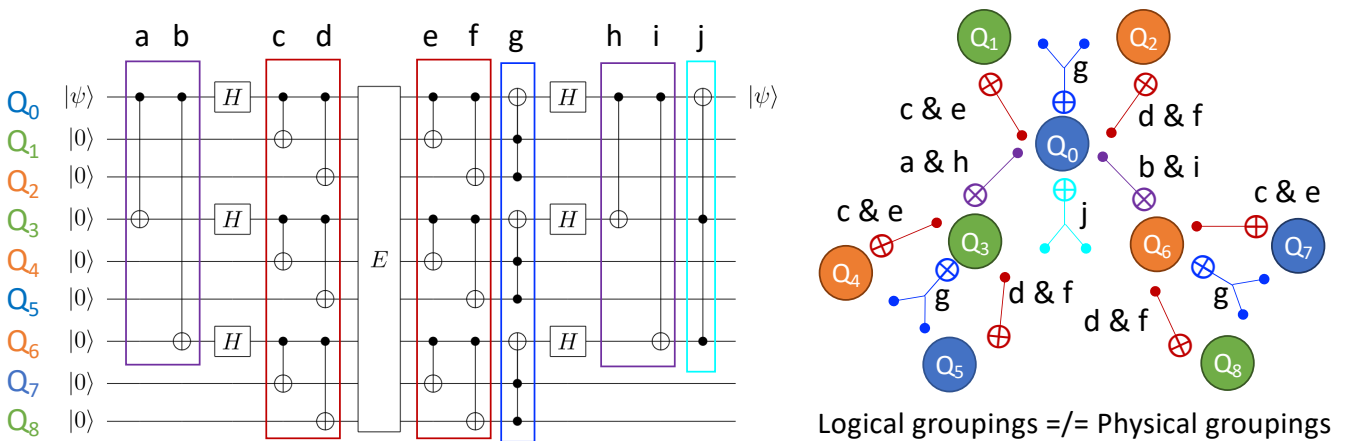 a b c d e f g h i j
Q0 |ψ⟩ H H |ψ⟩
Q1 |0⟩
Q2 |0⟩
Q3 |0⟩ H H
Q4 |0⟩ E
Q5 |0⟩
Q6 |0⟩ H H
Q7 |0⟩
Q8 |0⟩
Q1 Q2
g
c & e d & f
Q0
a & h b & i
c & e j c & e
Q3 Q6 Q7
Q4
g d & f g
d & f
Q5 Q8
Logical groupings =/= Physical groupings